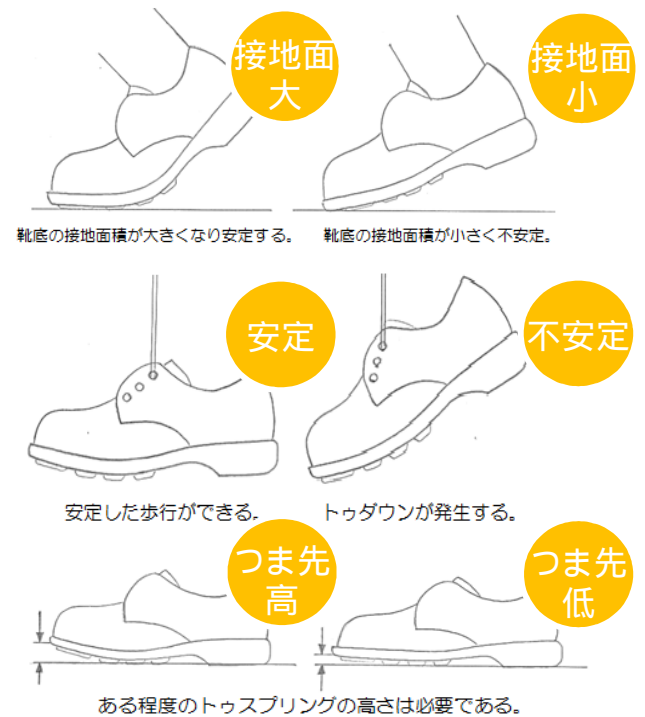 接地面
大
接地面
小
靴底の接地面積が大きくなり安定する。
靴底の接地面積が小さく不安定。
安定
不安定
安定した歩行ができる。
トゥダウンが発生する。
つま先
高
つま先
低
ある程度のトゥスプリングの高さは必要である。